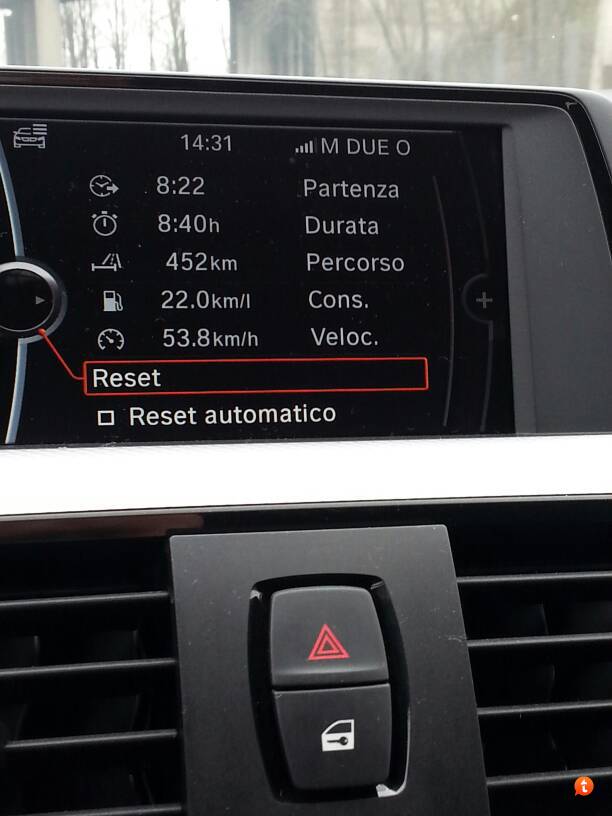 14:31 M DUE O
8:22 Partenza
8:40h Durata
452km Percorso
22.0km/l Cons.
53.8km/h Veloc.
Reset
Reset automatico
t